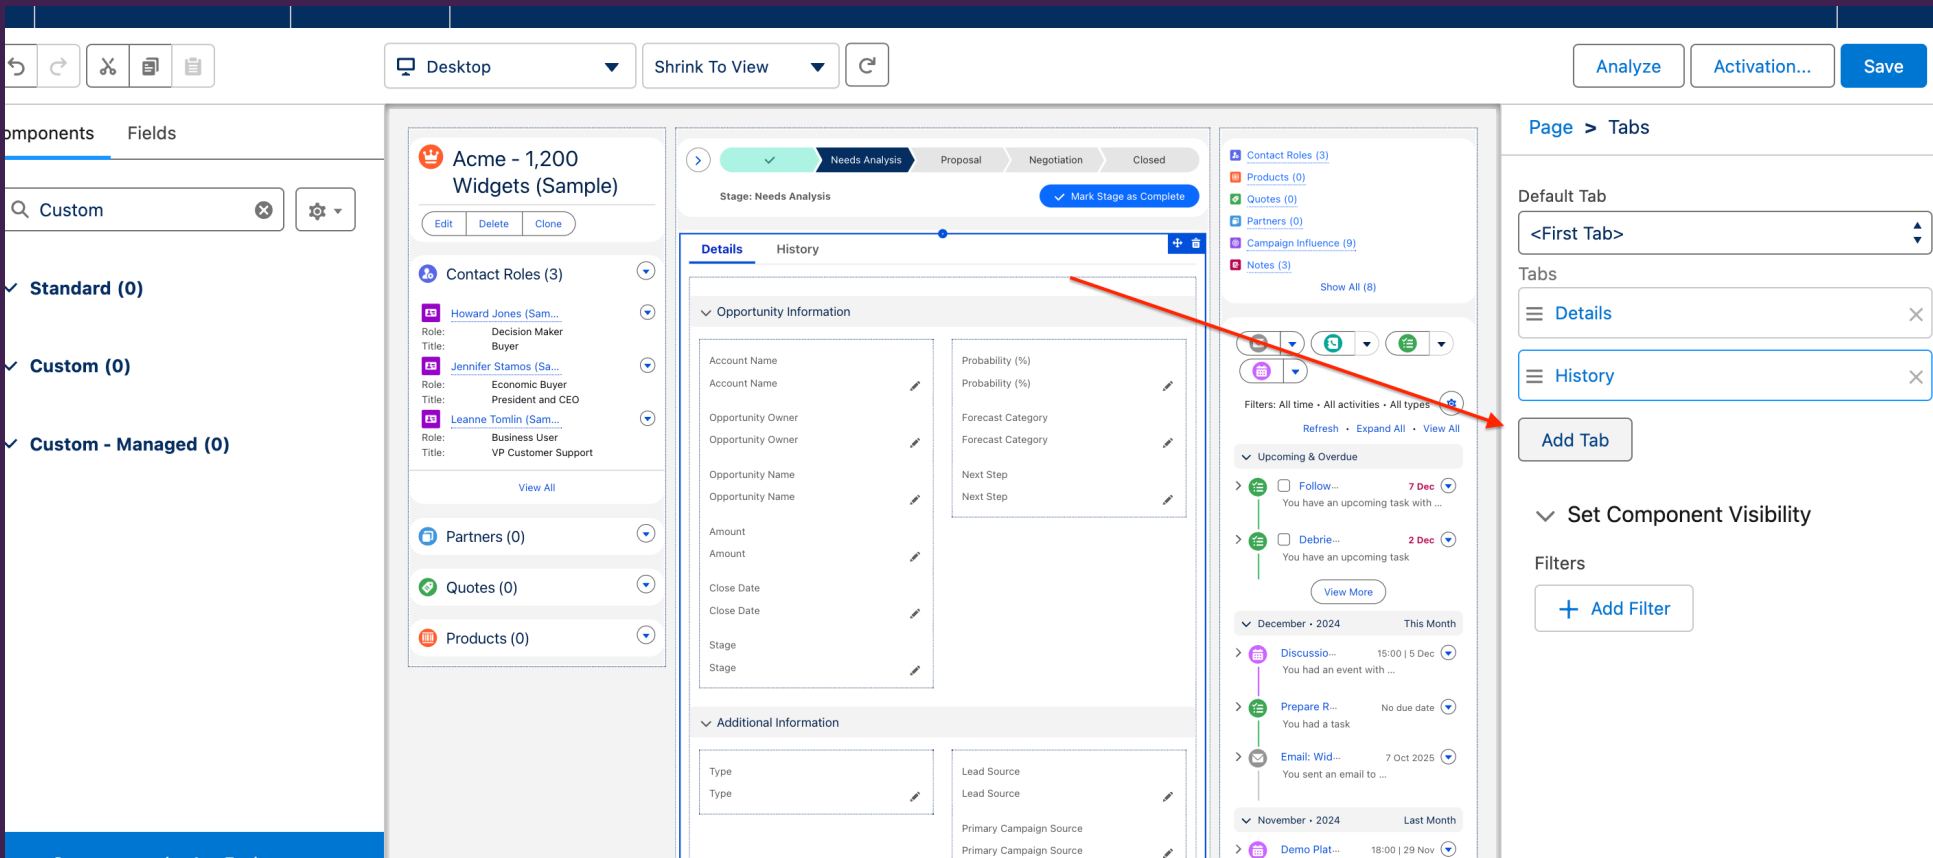 Desktop
Shrink To View
Analyze
Activation...
Save
omponents
Fields
Custom
Standard (0)
Custom (0)
Custom - Managed (0)
Acme - 1,200
Widgets (Sample)
Edit
Delete
Clone
Contact Roles (3)
Howard Jones (Sam...
Role:
Decision Maker
Title:
Buyer
Jennifer Stamos (Sa...
Role:
Economic Buyer
Title:
President and CEO
Leanne Tomlin (Sam...
Role:
Business User
Title:
VP Customer Support
View All
Partners (0)
Quotes (0)
Products (0)
Needs Analysis
Proposal
Negotiation
Closed
Stage: Needs Analysis
Mark Stage as Complete
Details
History
Opportunity Information
Account Name
Account Name
Opportunity Owner
Opportunity Owner
Opportunity Name
Opportunity Name
Amount
Amount
Close Date
Close Date
Stage
Stage
Probability (%)
Probability (%)
Forecast Category
Forecast Category
Next Step
Next Step
Additional Information
Type
Type
Lead Source
Lead Source
Primary Campaign Source
Primary Campaign Source
Contact Roles (3)
Products (0)
Quotes (0)
Partners (0)
Campaign Influence (9)
Notes (3)
Show All (8)
Filters: All time • All activities • All types
Refresh • Expand All • View All
Upcoming & Overdue
Follow...
7 Dec
You have an upcoming task with ...
Debrie...
2 Dec
You have an upcoming task
View More
December • 2024
This Month
Discussio...
15:00 | 5 Dec
You had an event with ...
Prepare R...
No due date
You had a task
Email: Wid...
7 Oct 2025
You sent an email to ...
November • 2024
Last Month
Demo Plat...
18:00 | 29 Nov
Page > Tabs
Default Tab
<First Tab>
Tabs
Details
History
Add Tab
Set Component Visibility
Filters
Add Filter